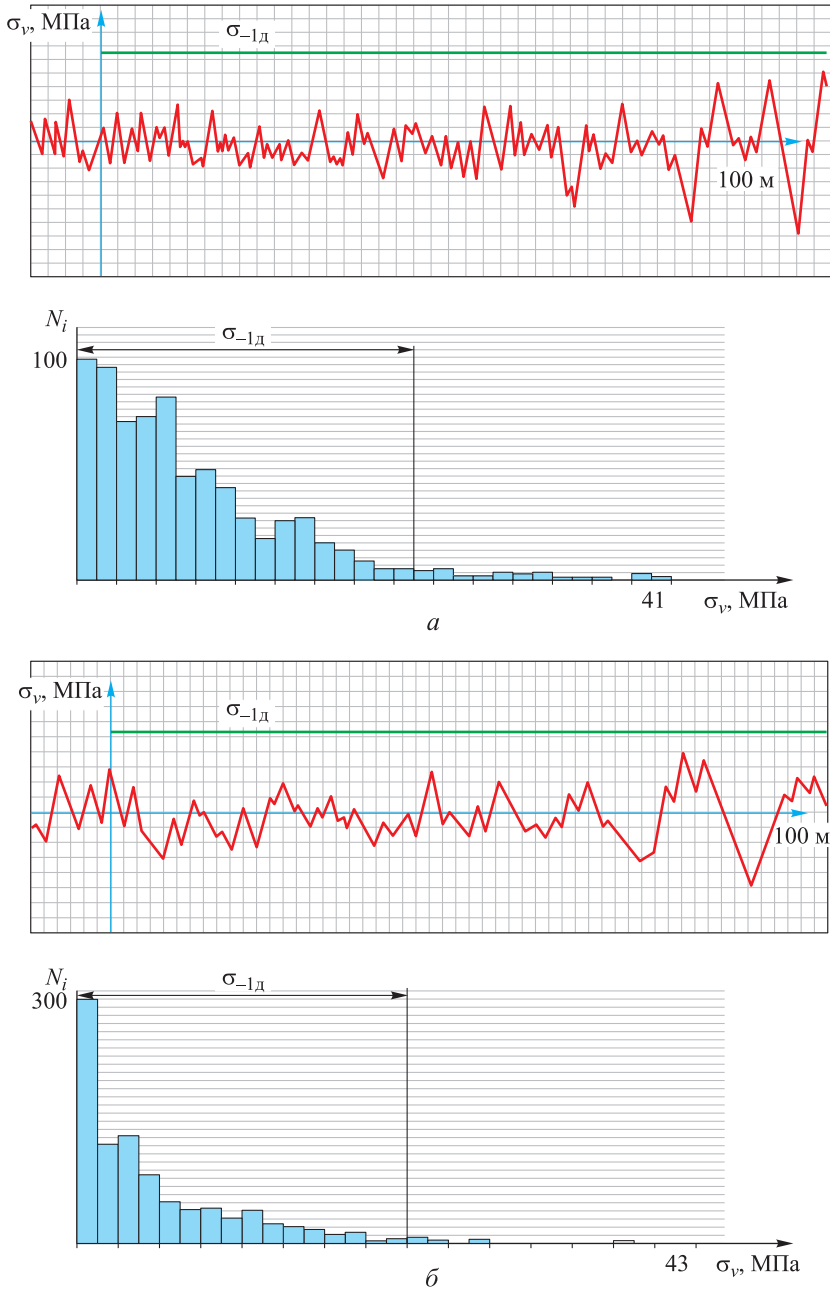 σᵥ, МПа
σ₋₁д
100 м
Nᵢ
σ₋₁д
100
41
σᵥ, МПа
а
σᵥ, МПа
σ₋₁д
100 м
Nᵢ
σ₋₁д
300
43
σᵥ, МПа
б